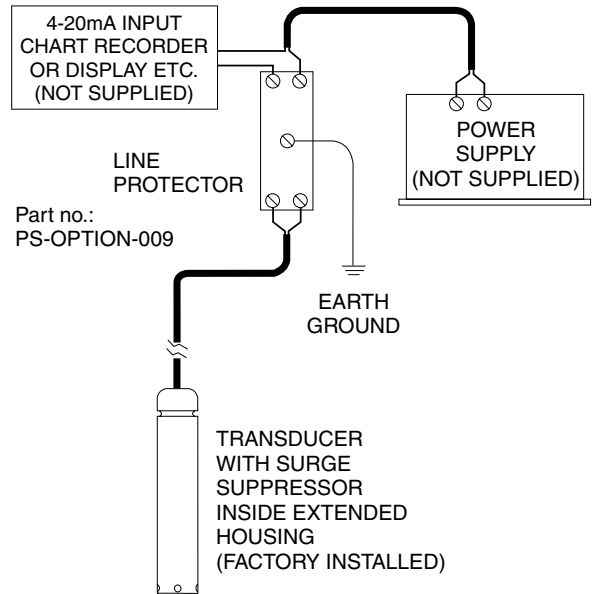 4-20mA INPUT
CHART RECORDER
OR DISPLAY ETC.
(NOT SUPPLIED)
POWER
SUPPLY
(NOT SUPPLIED)
LINE
PROTECTOR
Part no.:
PS-OPTION-009
EARTH
GROUND
TRANSDUCER
WITH SURGE
SUPPRESSOR
INSIDE EXTENDED
HOUSING
(FACTORY INSTALLED)